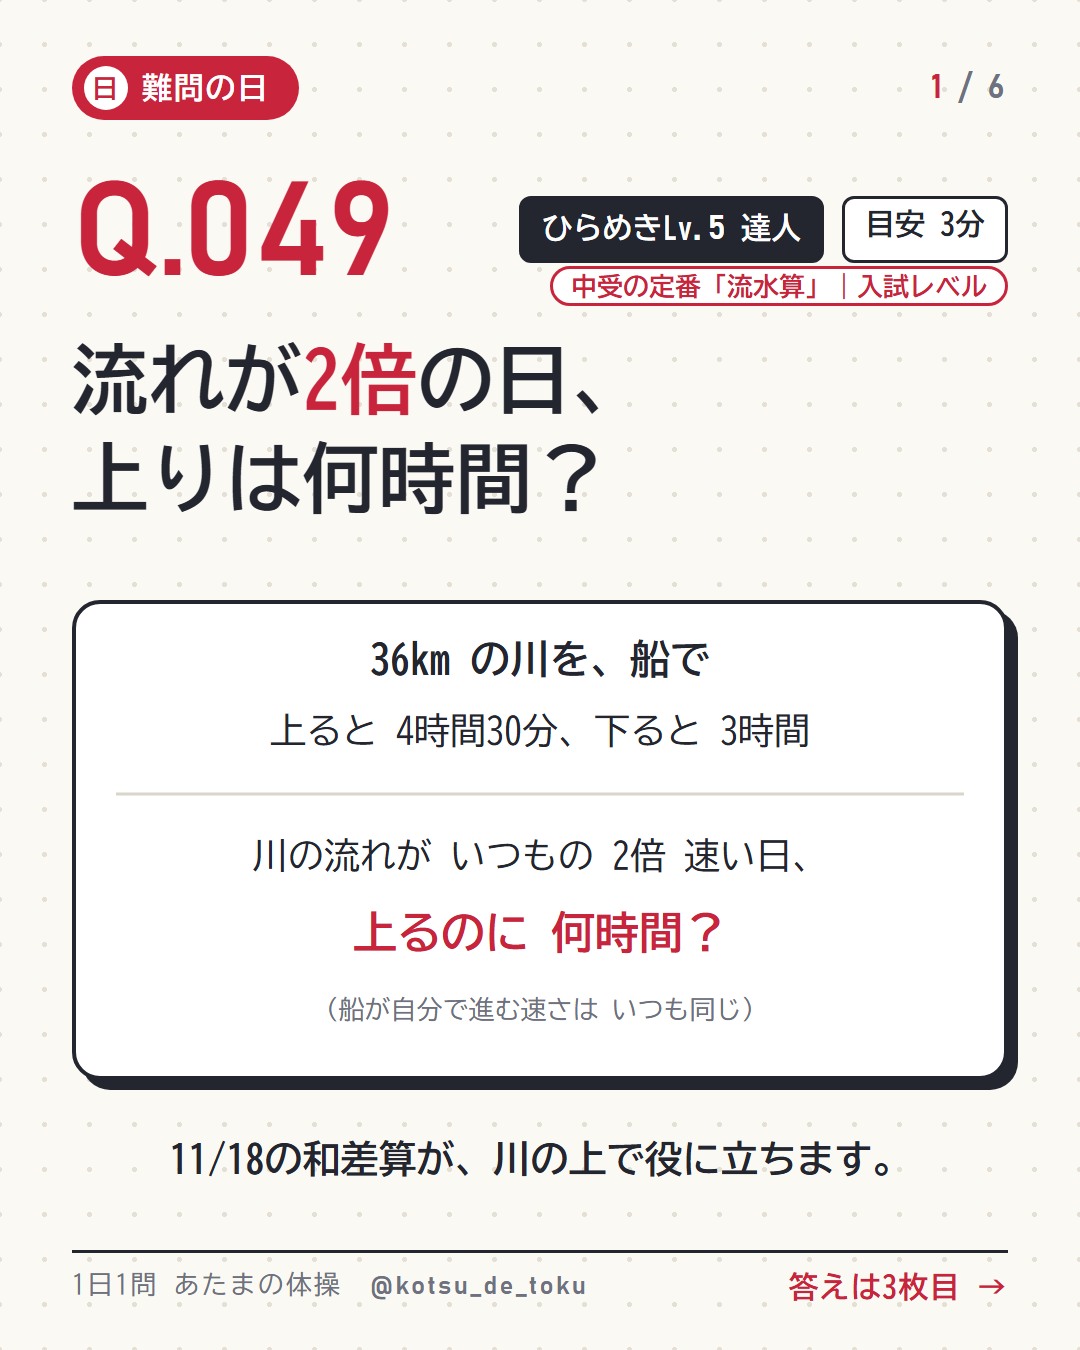 日 難問の日
1 / 6
Q.049
ひらめきLv.5 達人
目安 3分
中受の定番「流水算」｜入試レベル
流れが2倍の日、
上りは何時間？
36km の川を、船で
上ると 4時間30分、下ると 3時間
川の流れが いつもの 2倍 速い日、
上るのに 何時間？
（船が自分で進む速さは いつも同じ）
11/18の和差算が、川の上で役に立ちます。
1日1問 あたまの体操 @kotsu_de_toku
答えは3枚目 →